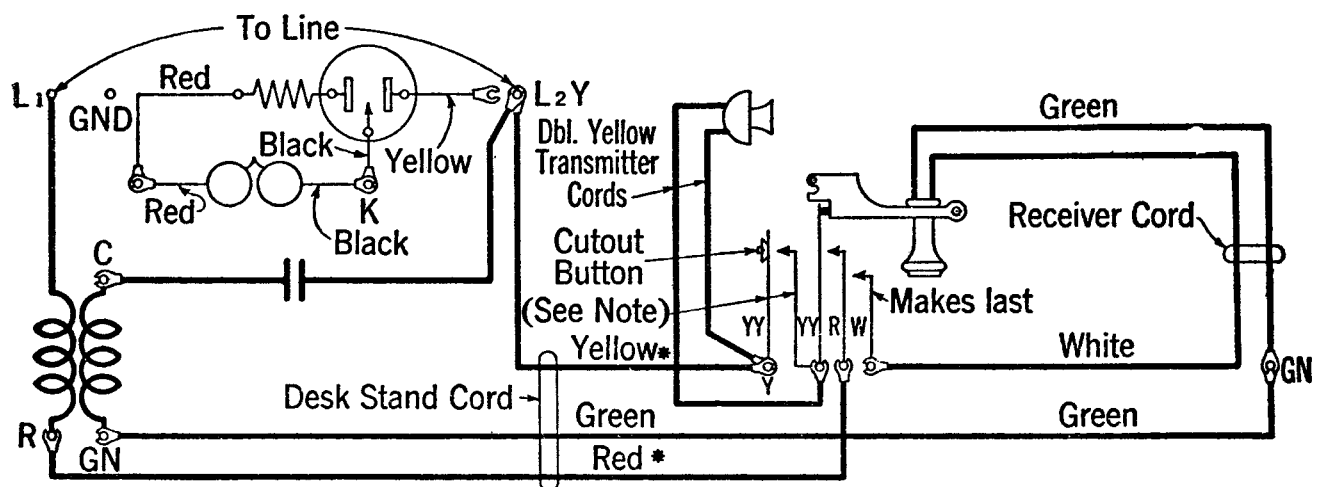 To Line
L1
GND
Red
L2Y
Black
Yellow
Red
K
Black
C
Dbl. Yellow
Transmitter
Cords
Green
Receiver Cord
Cutout
Button
(See Note)
YY
YY
R
W
Makes last
Yellow*
Y
White
GN
Desk Stand Cord
Green
Green
R
GN
Red *